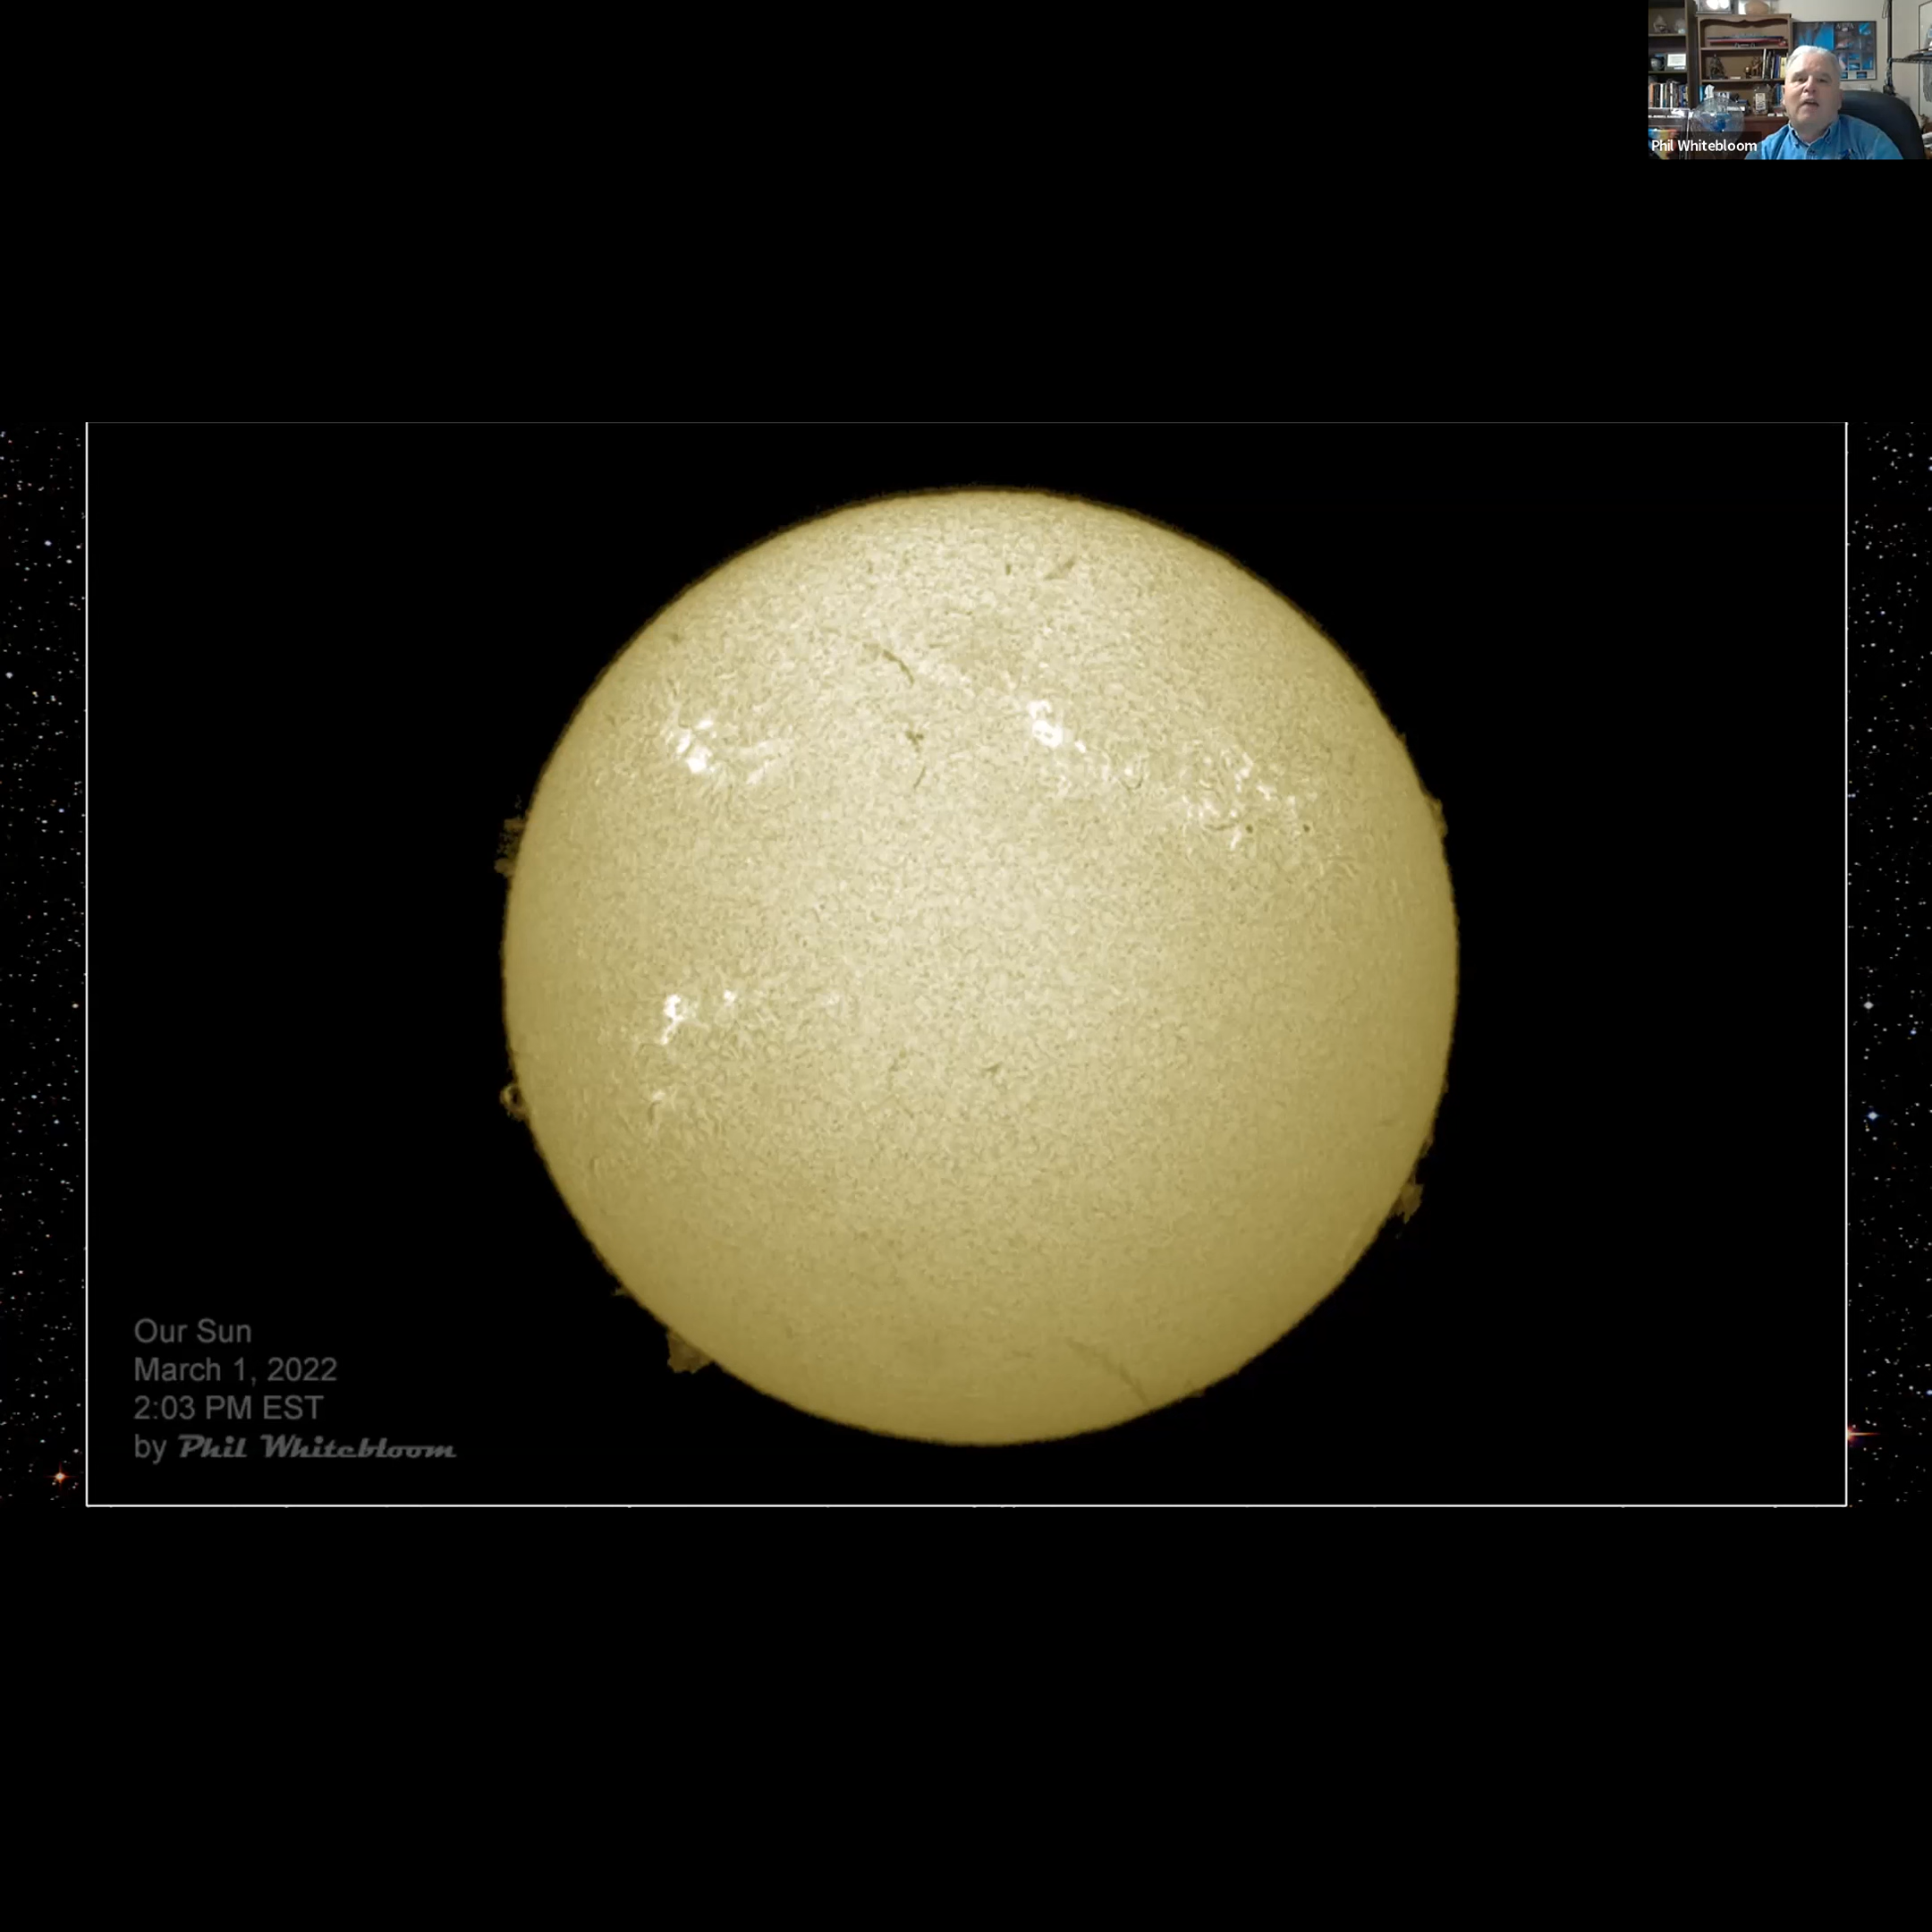 Phil Whitebloom
Our Sun
March 1, 2022
2:03 PM EST
by Phil Whitebloom